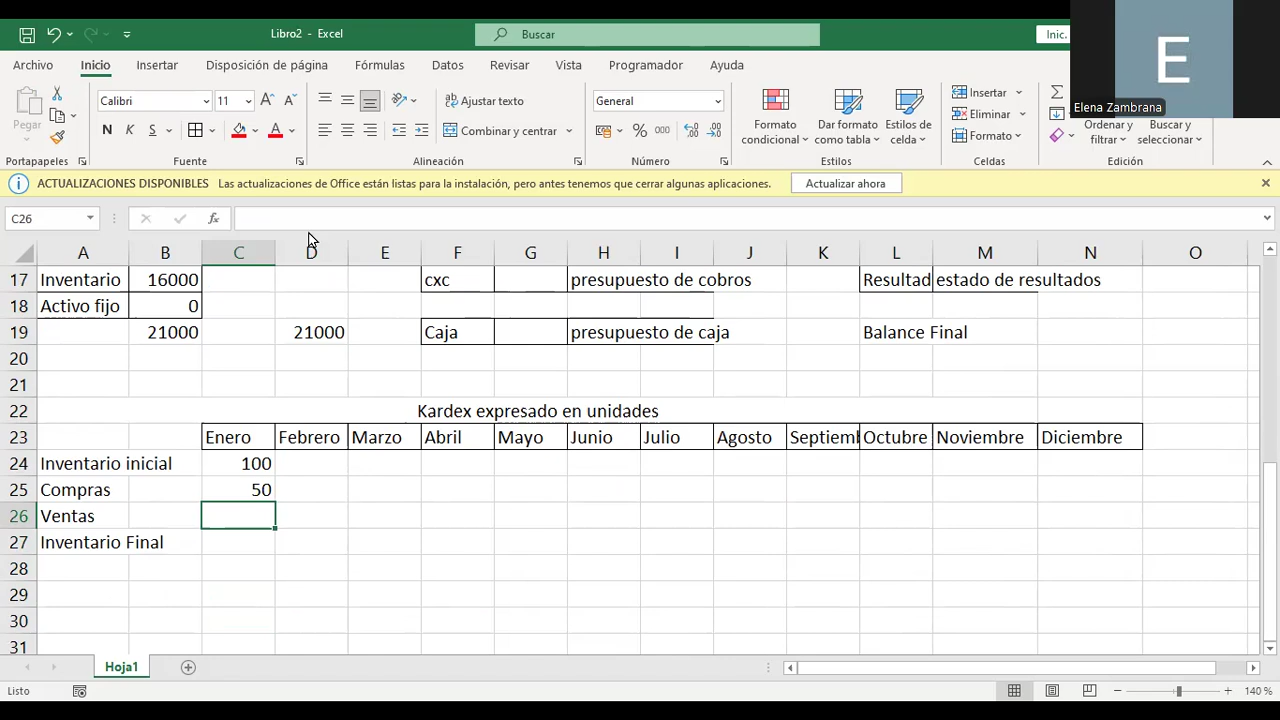 Libro2 - Excel
Buscar
Inic.
E
Elena Zambrana
Archivo Inicio Insertar Disposición de página Fórmulas Datos Revisar Vista Programador Ayuda
Pegar
Calibri 11
N K S
Ajustar texto
Combinar y centrar
General
% 000
Formato condicional
Dar formato como tabla
Estilos de celda
Insertar
Eliminar
Formato
Ordenar y filtrar
Buscar y seleccionar
Portapapeles Fuente Alineación Número Estilos Celdas Edición
ACTUALIZACIONES DISPONIBLES Las actualizaciones de Office están listas para la instalación, pero antes tenemos que cerrar algunas aplicaciones. Actualizar ahora
C26 fx
A B C D E F G H I J K L M N O
17 Inventario 16000 cxc presupuesto de cobros Resultad estado de resultados
18 Activo fijo 0
19 21000 21000 Caja presupuesto de caja Balance Final
20
21
22 Kardex expresado en unidades
23 Enero Febrero Marzo Abril Mayo Junio Julio Agosto Septiemb Octubre Noviembre Diciembre
24 Inventario inicial 100
25 Compras 50
26 Ventas
27 Inventario Final
28
29
30
31
Hoja1
Listo 140 %